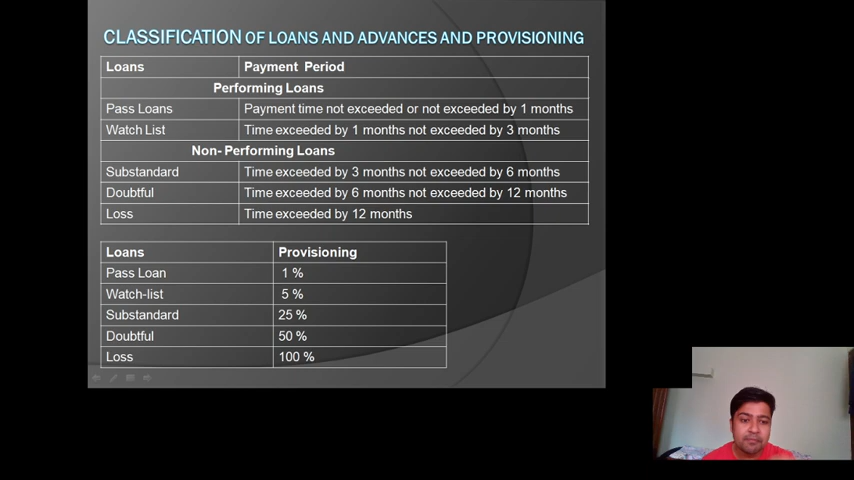 CLASSIFICATION OF LOANS AND ADVANCES AND PROVISIONING
Loans Payment Period
Performing Loans
Pass Loans Payment time not exceeded or not exceeded by 1 months
Watch List Time exceeded by 1 months not exceeded by 3 months
Non- Performing Loans
Substandard Time exceeded by 3 months not exceeded by 6 months
Doubtful Time exceeded by 6 months not exceeded by 12 months
Loss Time exceeded by 12 months
Loans Provisioning
Pass Loan 1 %
Watch-list 5 %
Substandard 25 %
Doubtful 50 %
Loss 100 %